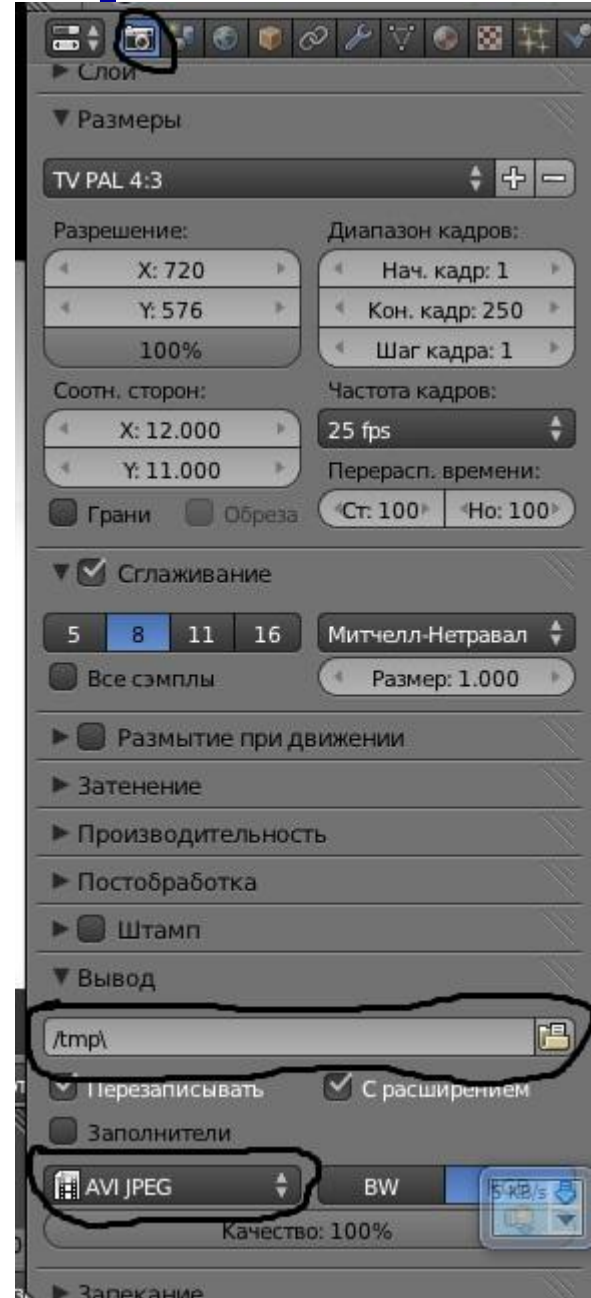 Слои
Размеры
TV PAL 4:3
Разрешение: Диапазон кадров:
X: 720 Нач. кадр: 1
Y: 576 Кон. кадр: 250
100% Шаг кадра: 1
Соотн. сторон: Частота кадров:
X: 12.000 25 fps
Y: 11.000 Перерасп. времени:
Грани Обреза Ст: 100 Но: 100
Сглаживание
5 8 11 16 Митчелл-Нетравал
Все сэмплы Размер: 1.000
Размытие при движении
Затенение
Производительность
Постобработка
Штамп
Вывод
/tmp\
Перезаписывать С расширением
Заполнители
AVI JPEG BW
5 KB/s
Качество: 100%
Запекание